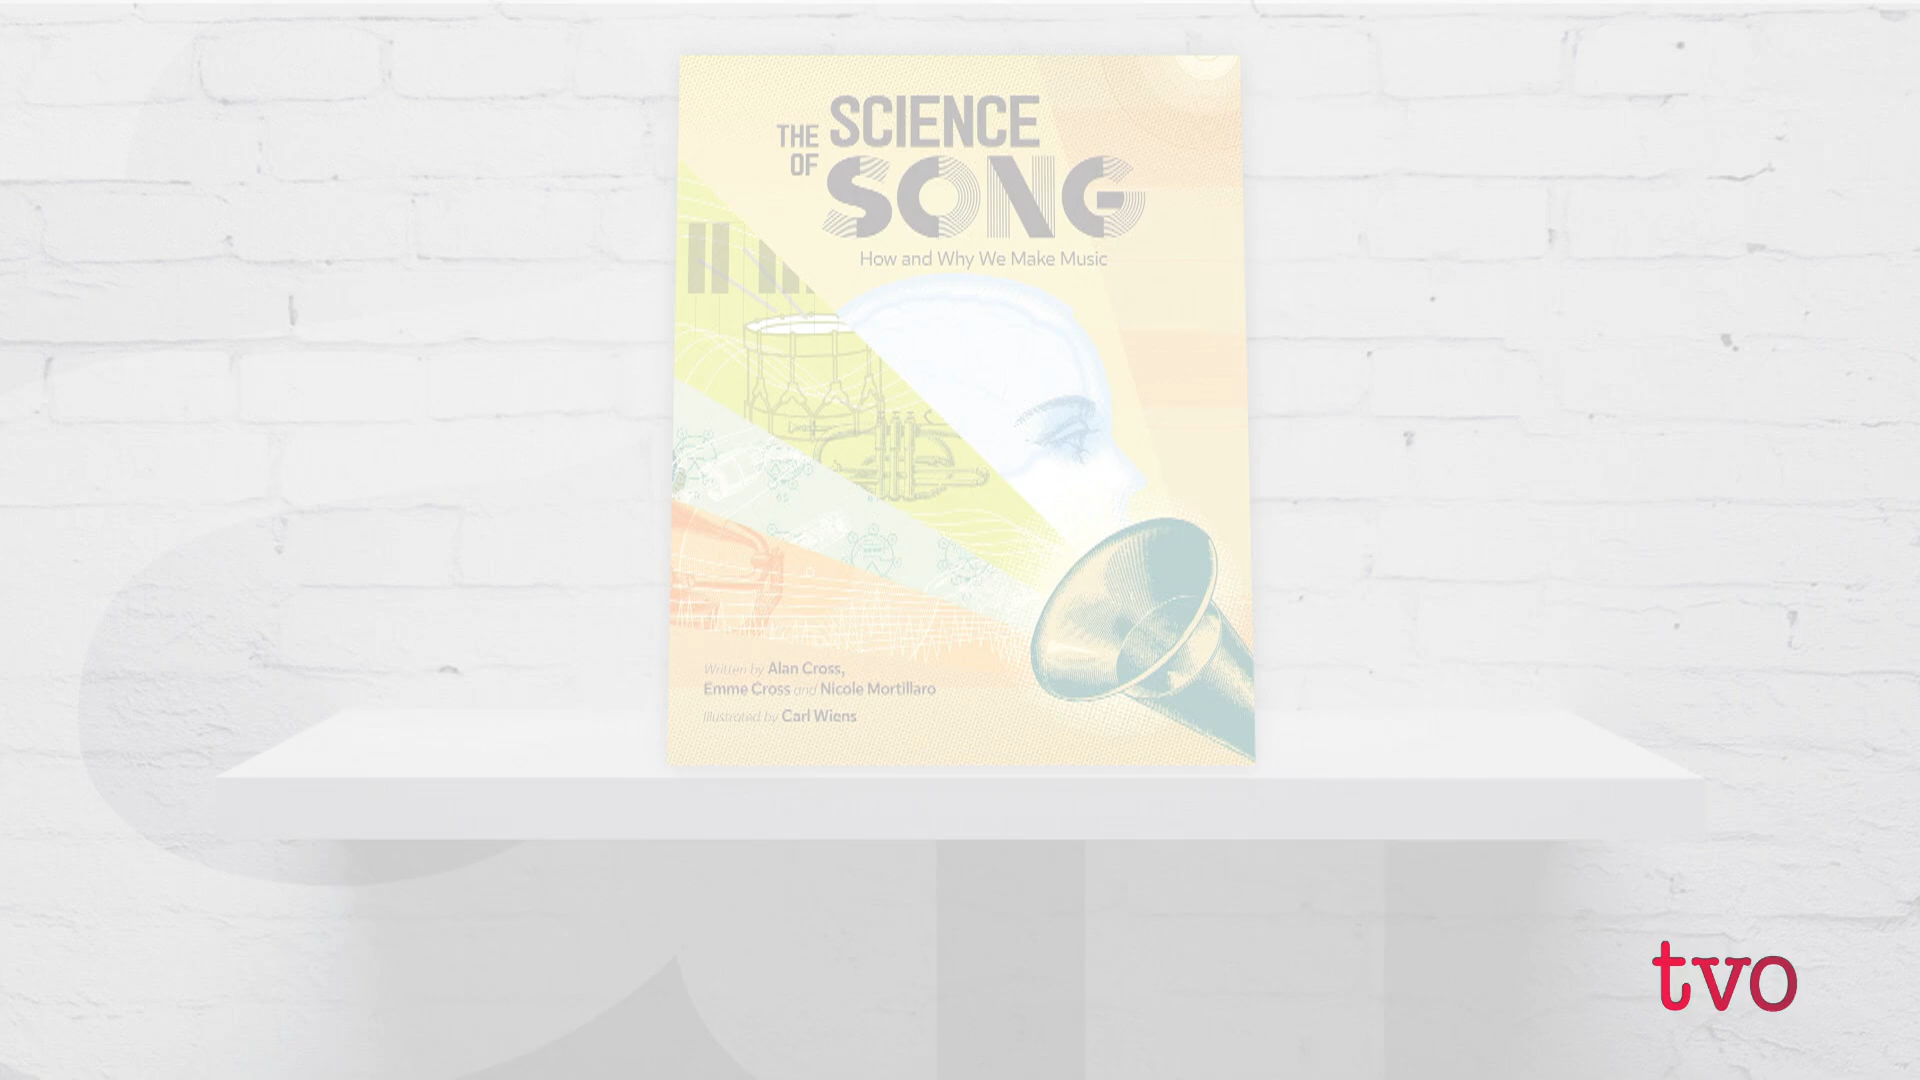 THE SCIENCE
OF SONG
How and Why We Make Music
Written by Alan Cross,
Emme Cross and Nicole Mortillaro
Illustrated by Carl Wiens
tvo